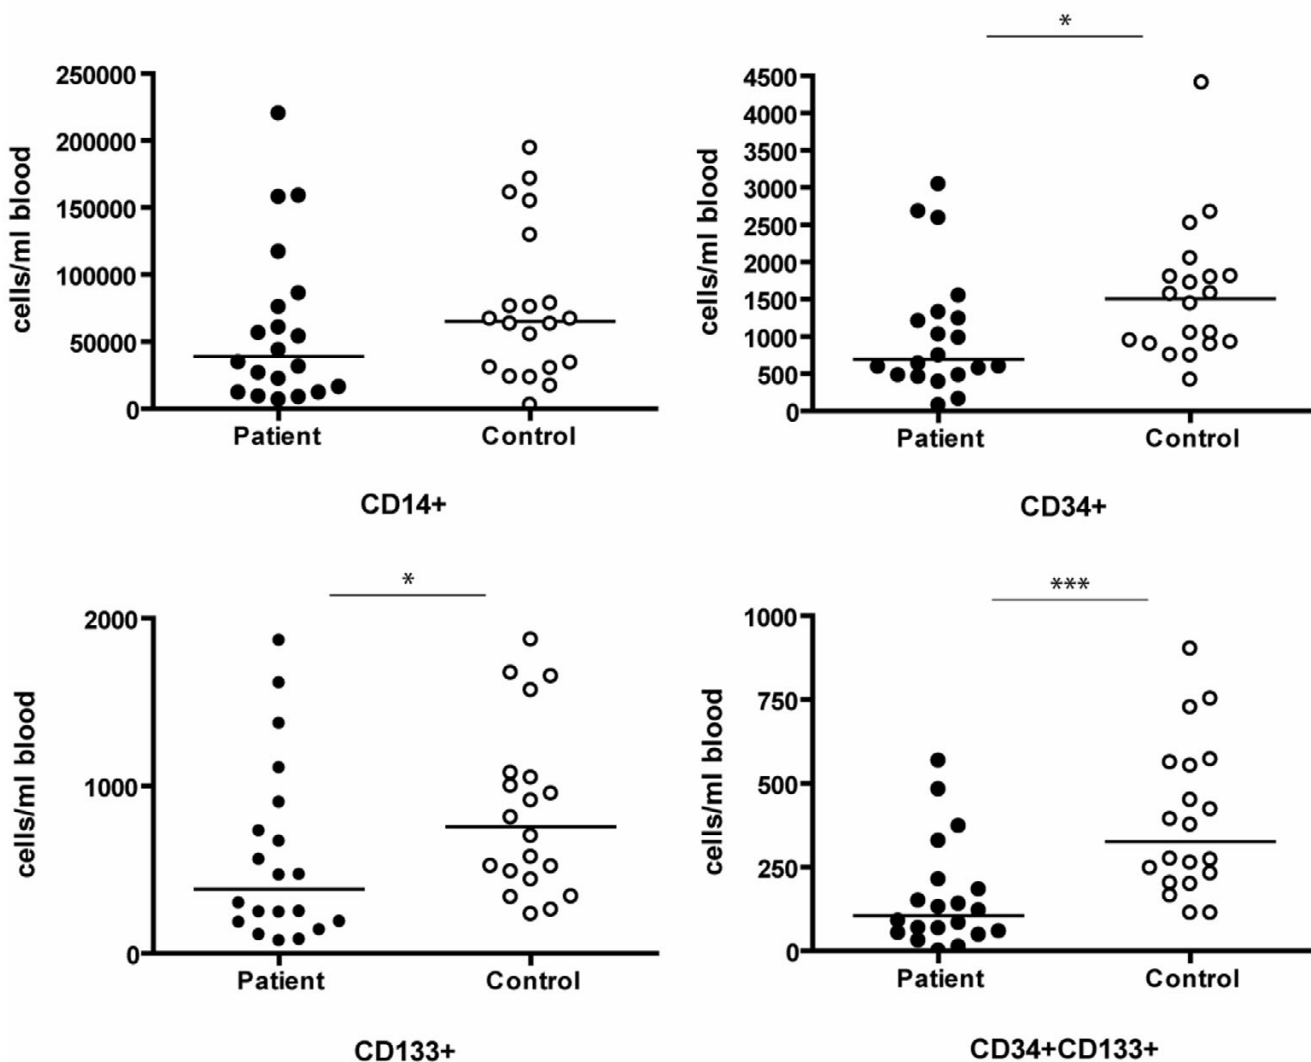 *
250000
200000
150000
100000
50000
0
cells/ml blood
Patient
Control
CD14+
4500
4000
3500
3000
2500
2000
1500
1000
500
0
cells/ml blood
Patient
Control
CD34+
*
2000
1000
0
cells/ml blood
Patient
Control
CD133+
***
1000
750
500
250
0
cells/ml blood
Patient
Control
CD34+CD133+